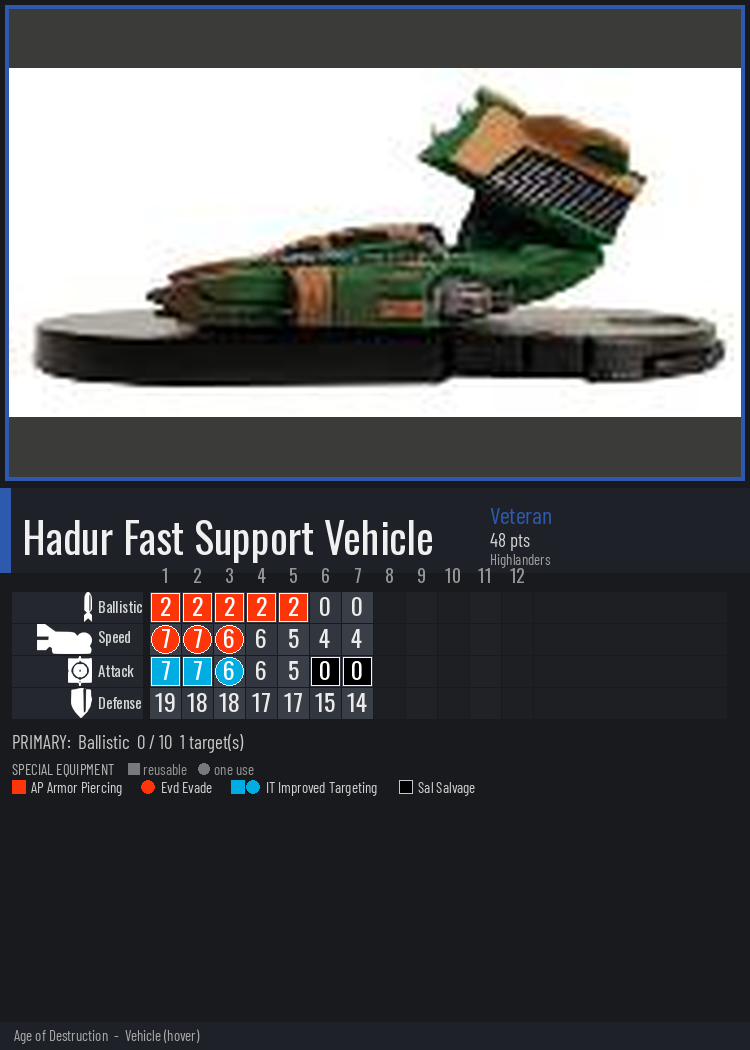 Hadur Fast Support Vehicle
Veteran
48 pts
Highlanders
1 2 3 4 5 6 7 8 9 10 11 12
Ballistic 2 2 2 2 2 0 0
Speed 7 7 6 6 5 4 4
Attack 7 7 6 6 5 0 0
Defense 19 18 18 17 17 15 14
PRIMARY: Ballistic 0 / 10 1 target(s)
SPECIAL EQUIPMENT reusable one use
AP Armor Piercing Evd Evade IT Improved Targeting Sal Salvage
Age of Destruction - Vehicle (hover)